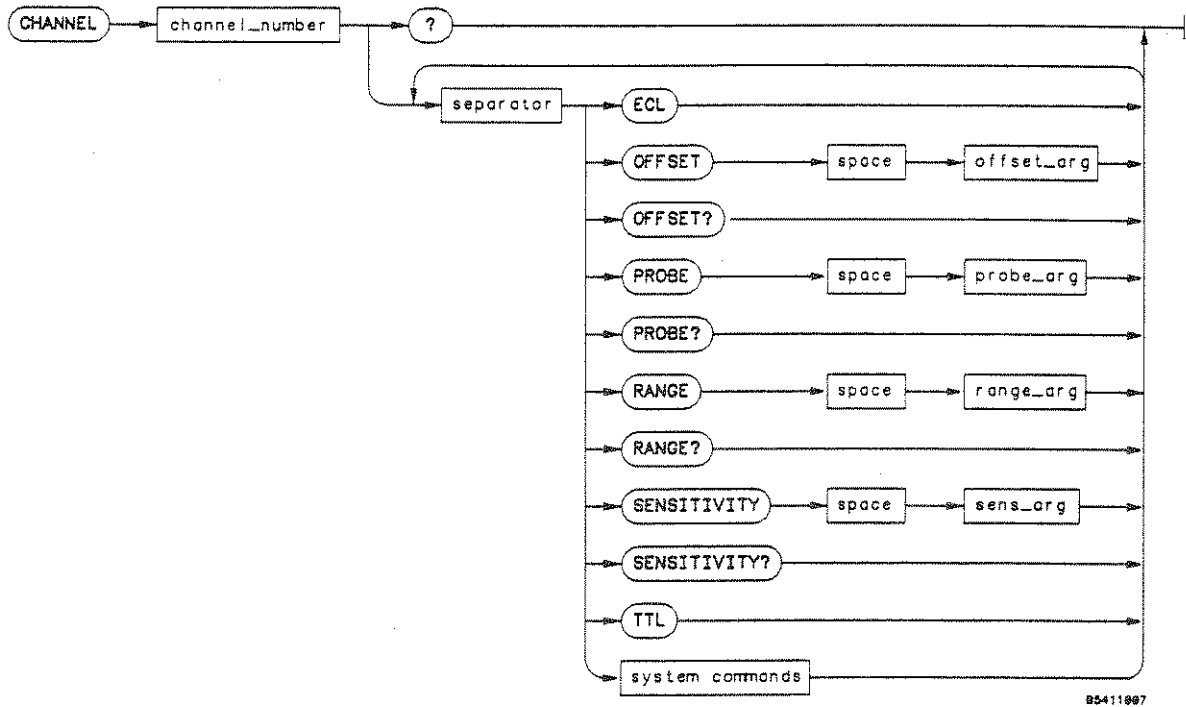 CHANNEL channel_number ?
separator ECL
OFFSET space offset_arg
OFFSET?
PROBE space probe_arg
PROBE?
RANGE space range_arg
RANGE?
SENSITIVITY space sens_arg
SENSITIVITY?
TTL
system commands